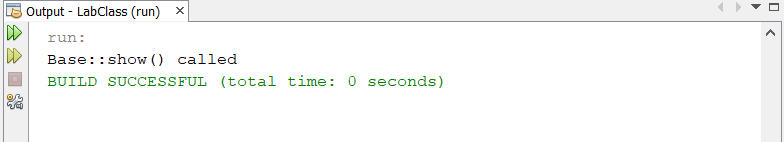 Output - LabClass (run)
run:
Base::show() called
BUILD SUCCESSFUL (total time: 0 seconds)